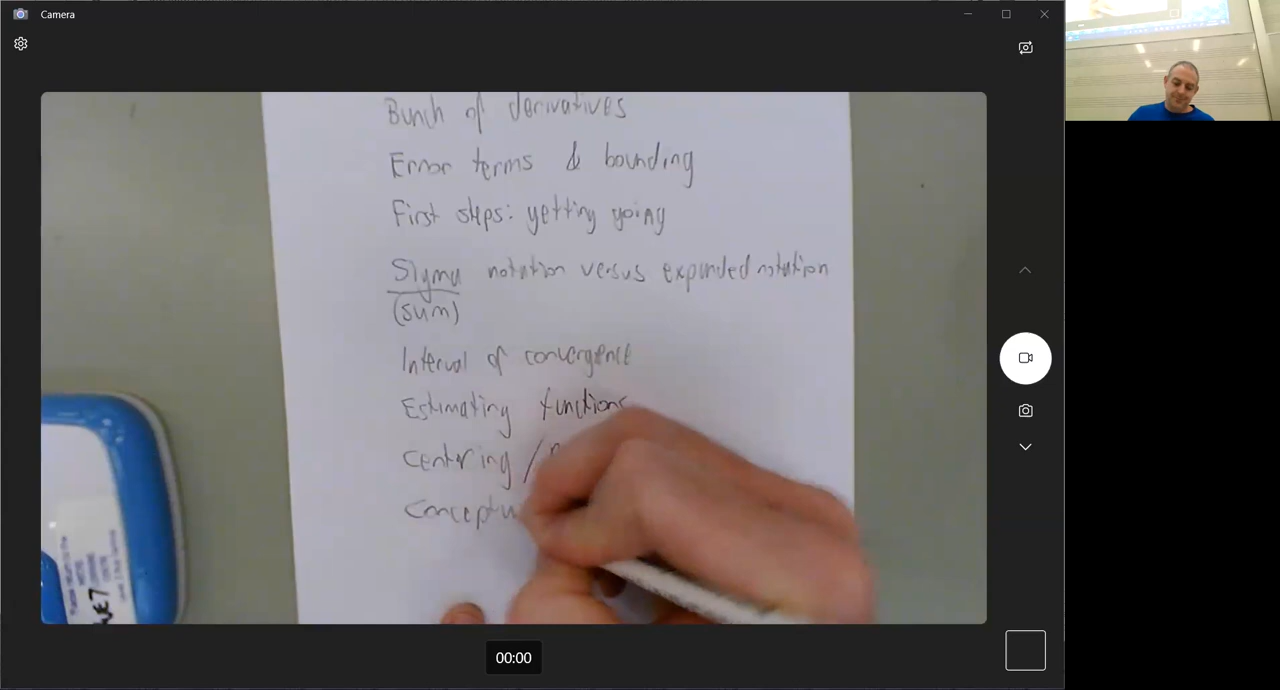 Camera
Bunch of derivatives
Error terms & bounding
First steps: getting going
Sigma notation versus expanded notation
(sum)
Interval of convergence
Estimating functions
Centering /
Conceptu
00:00